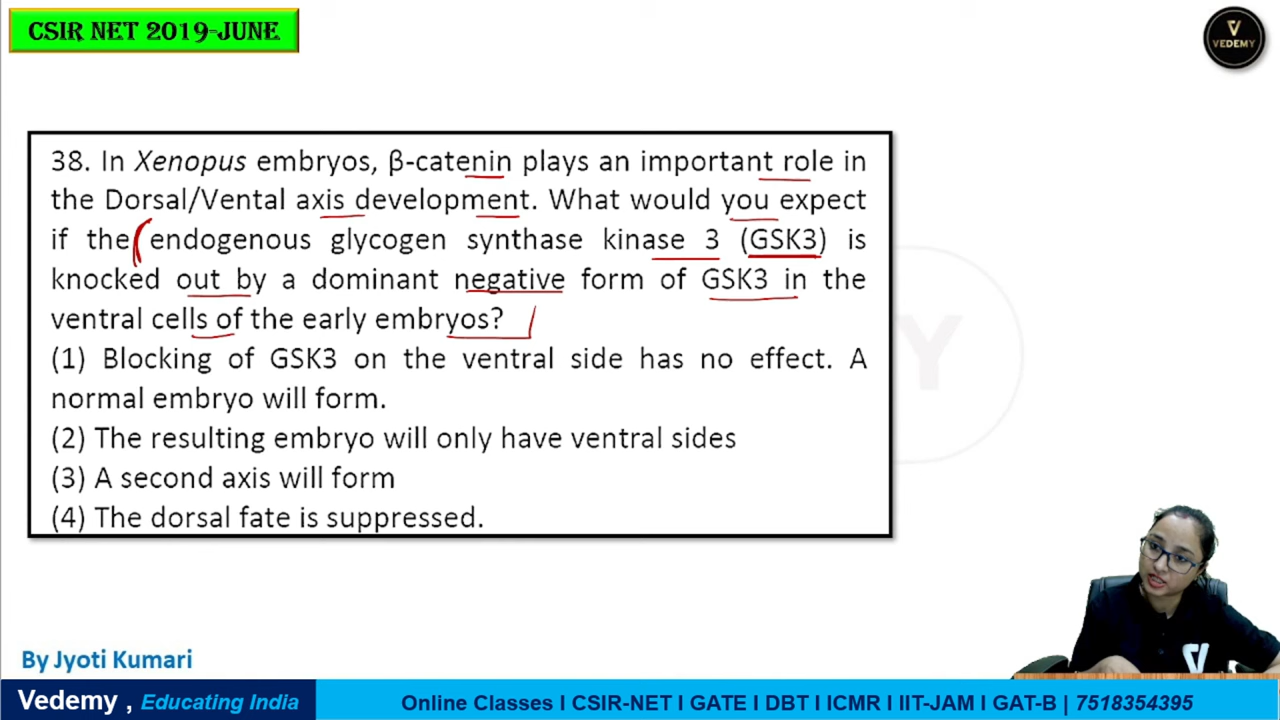 CSIR NET 2019-JUNE
VEDEMY
38. In Xenopus embryos, β-catenin plays an important role in
the Dorsal/Vental axis development. What would you expect
if the endogenous glycogen synthase kinase 3 (GSK3) is
knocked out by a dominant negative form of GSK3 in the
ventral cells of the early embryos?
(1) Blocking of GSK3 on the ventral side has no effect. A
normal embryo will form.
(2) The resulting embryo will only have ventral sides
(3) A second axis will form
(4) The dorsal fate is suppressed.
By Jyoti Kumari
Vedemy , Educating India
Online Classes I CSIR-NET I GATE I DBT I ICMR I IIT-JAM I GAT-B | 7518354395